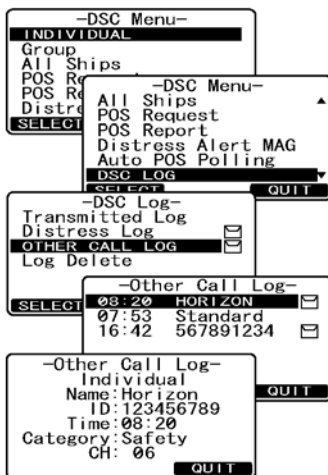 -DSC Menu-
INDIVIDUAL
Group
All Ships
POS Re
POS Re
Distre
SELECT
-DSC Menu-
All Ships
POS Request
POS Report
Distress Alert MAG
Auto POS Polling
DSC LOG
SELECT QUIT
-DSC Log-
Transmitted Log
Distress Log
OTHER CALL LOG
Log Delete
SELECT
-Other Call Log-
08:20 HORIZON
07:53 Standard
16:42 567891234
QUIT
-Other Call Log-
Individual
Name:Horizon
ID:123456789
Time:08:20
Category:Safety
CH: 06
QUIT